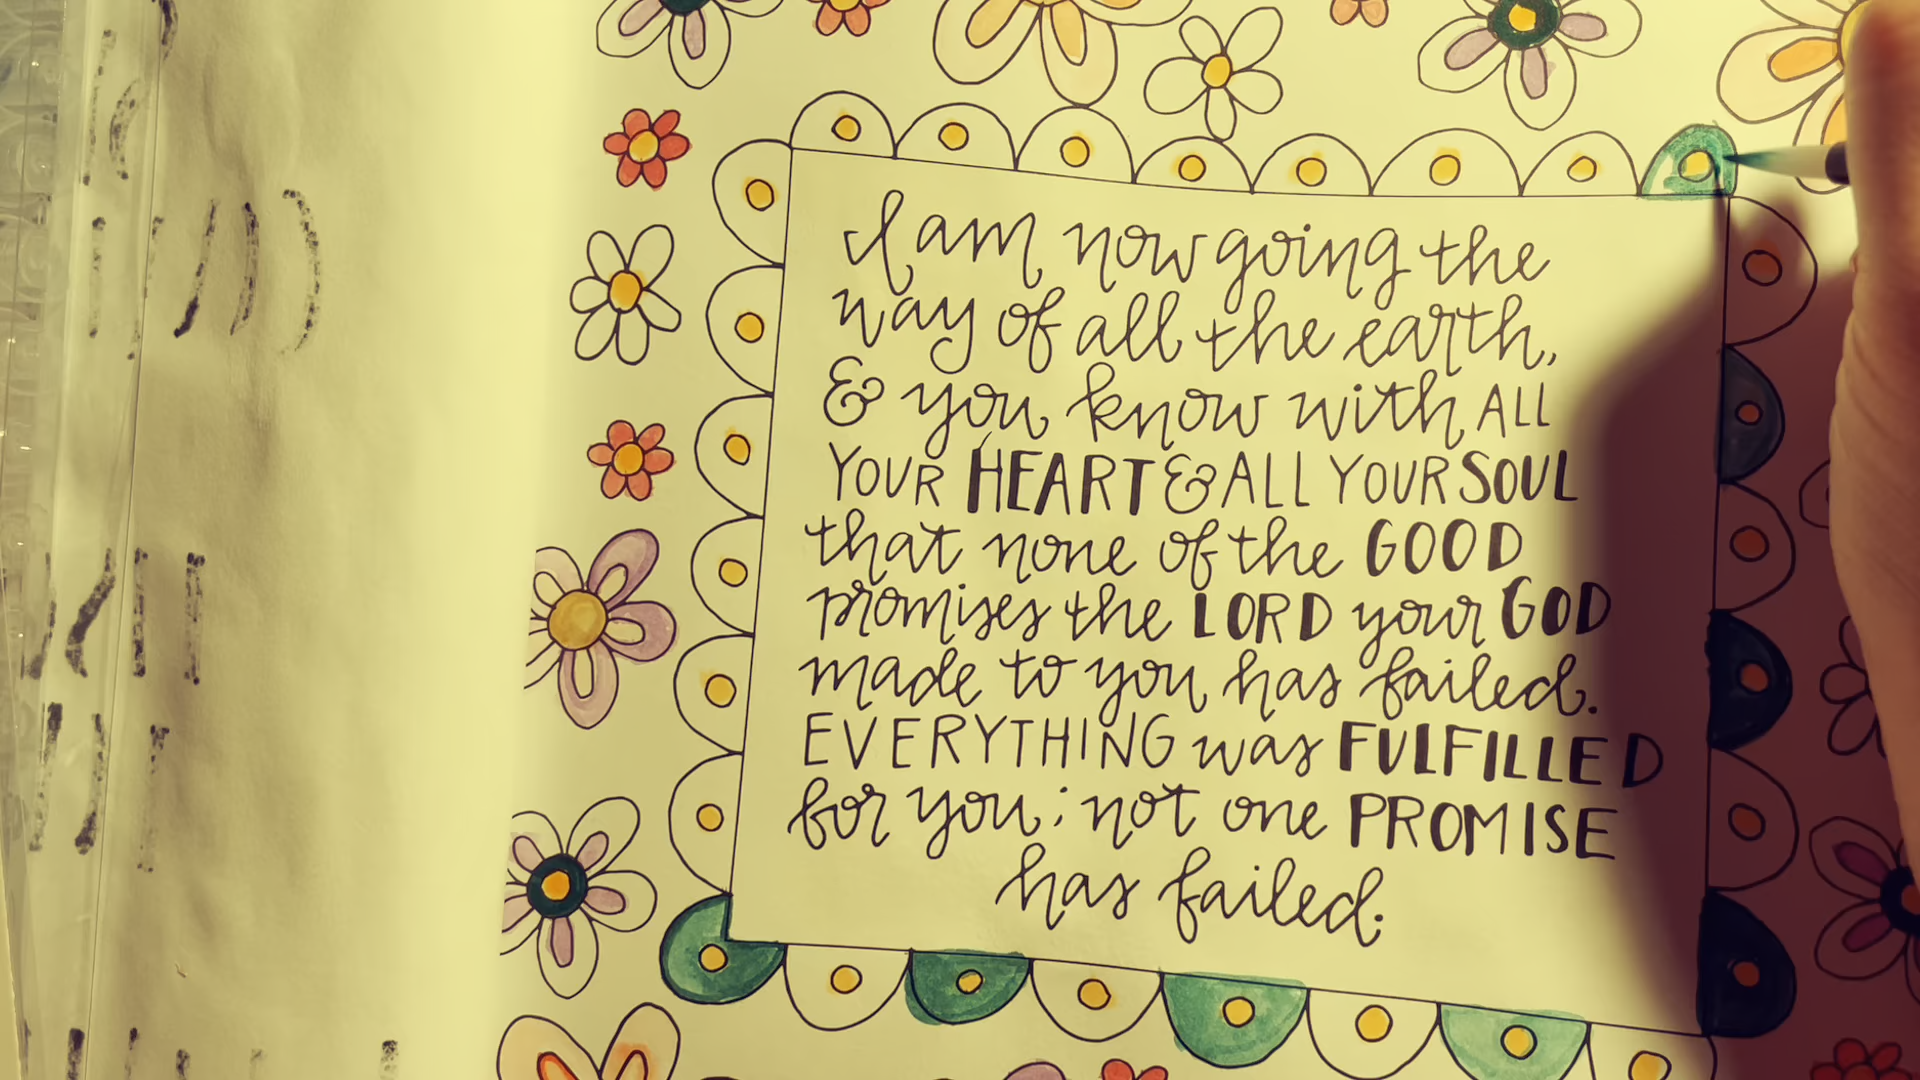 I am now going the
way of all the earth,
& you know with ALL
YOUR HEART & ALL YOUR SOUL
that none of the GOOD
promises the LORD your GOD
made to you has failed.
EVERYTHING was FULFILLED
for you; not one PROMISE
has failed.